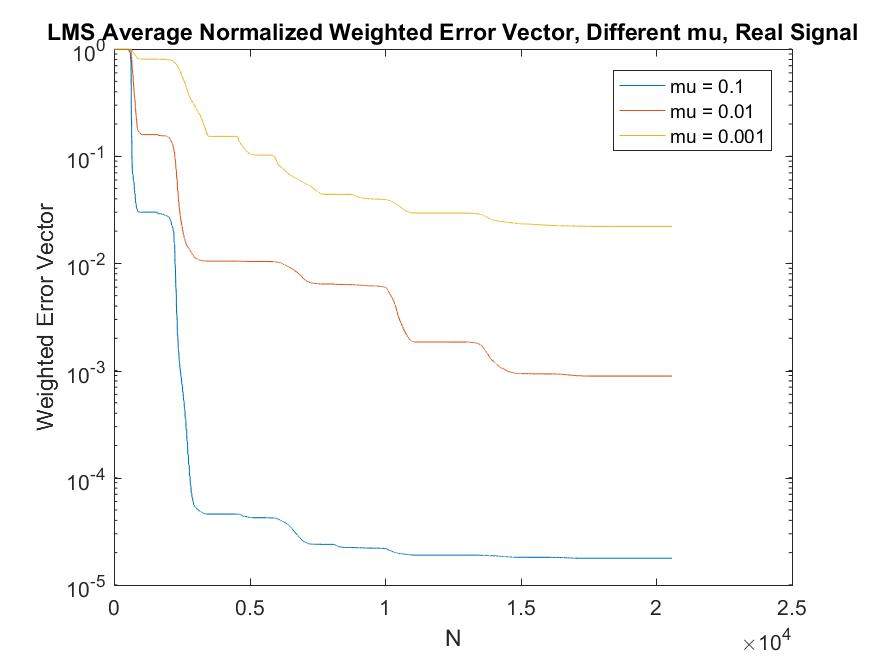 LMS Average Normalized Weighted Error Vector, Different mu, Real Signal
10^0
10^-1
10^-2
10^-3
10^-4
10^-5
Weighted Error Vector
mu = 0.1
mu = 0.01
mu = 0.001
0 0.5 1 1.5 2 2.5
N
×10^4